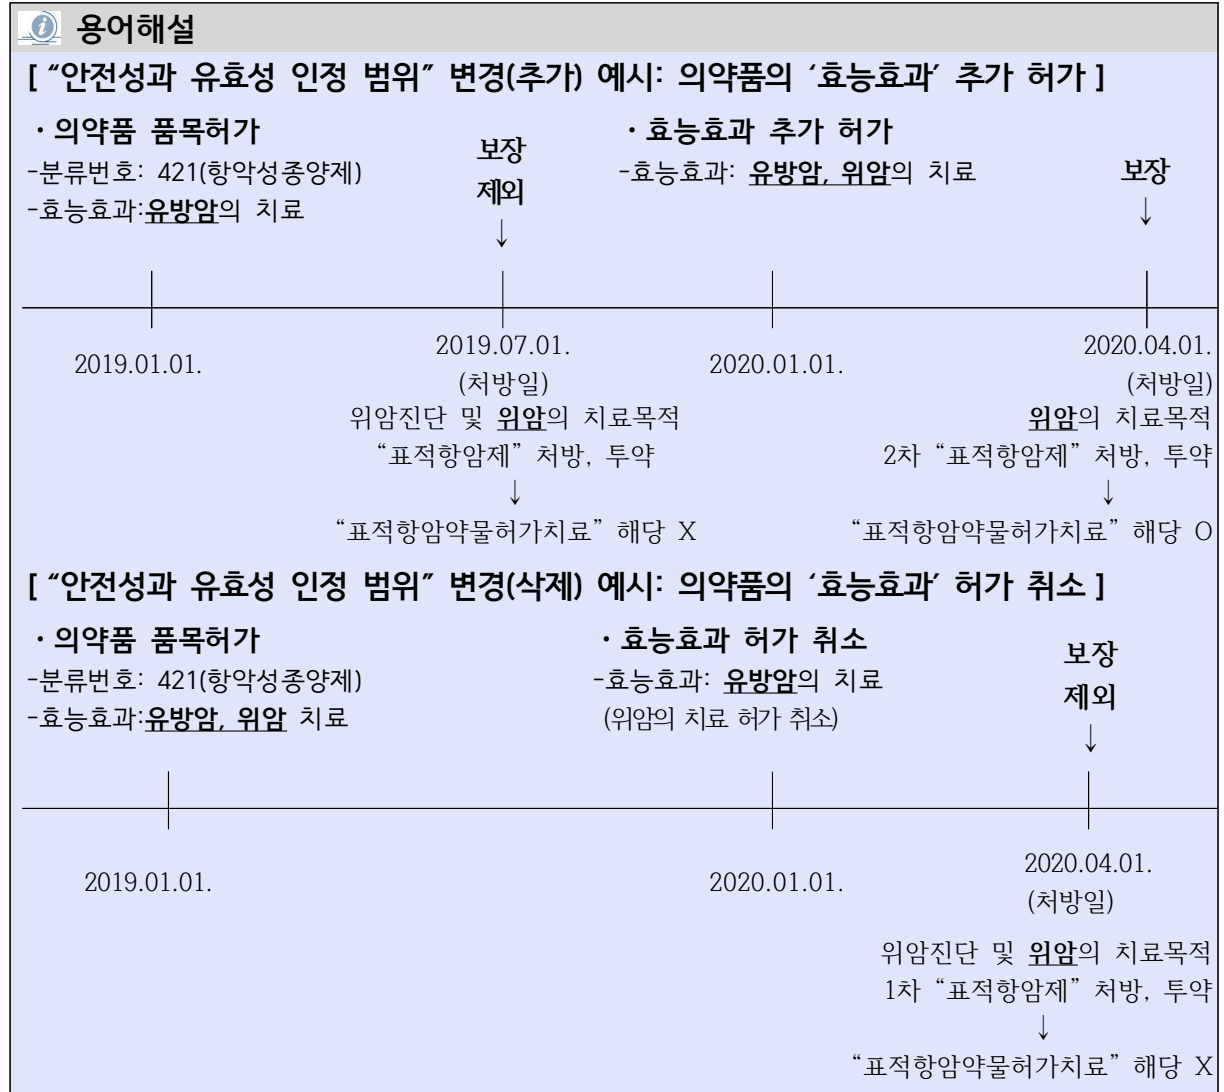 용어해설
[ “안전성과 유효성 인정 범위” 변경(추가) 예시: 의약품의 ‘효능효과’ 추가 허가 ]
・의약품 품목허가
-분류번호: 421(항악성종양제)
-효능효과:유방암의 치료
보장
제외
↓
・효능효과 추가 허가
-효능효과: 유방암, 위암의 치료
보장
↓
2019.01.01.
2019.07.01.
(처방일)
위암진단 및 위암의 치료목적
“표적항암제” 처방, 투약
↓
“표적항암약물허가치료” 해당 X
2020.01.01.
2020.04.01.
(처방일)
위암의 치료목적
2차 “표적항암제” 처방, 투약
↓
“표적항암약물허가치료” 해당 O
[ “안전성과 유효성 인정 범위” 변경(삭제) 예시: 의약품의 ‘효능효과’ 허가 취소 ]
・의약품 품목허가
-분류번호: 421(항악성종양제)
-효능효과:유방암, 위암 치료
・효능효과 허가 취소
-효능효과: 유방암의 치료
(위암의 치료 허가 취소)
보장
제외
↓
2019.01.01.
2020.01.01.
2020.04.01.
(처방일)
위암진단 및 위암의 치료목적
1차 “표적항암제” 처방, 투약
↓
“표적항암약물허가치료” 해당 X